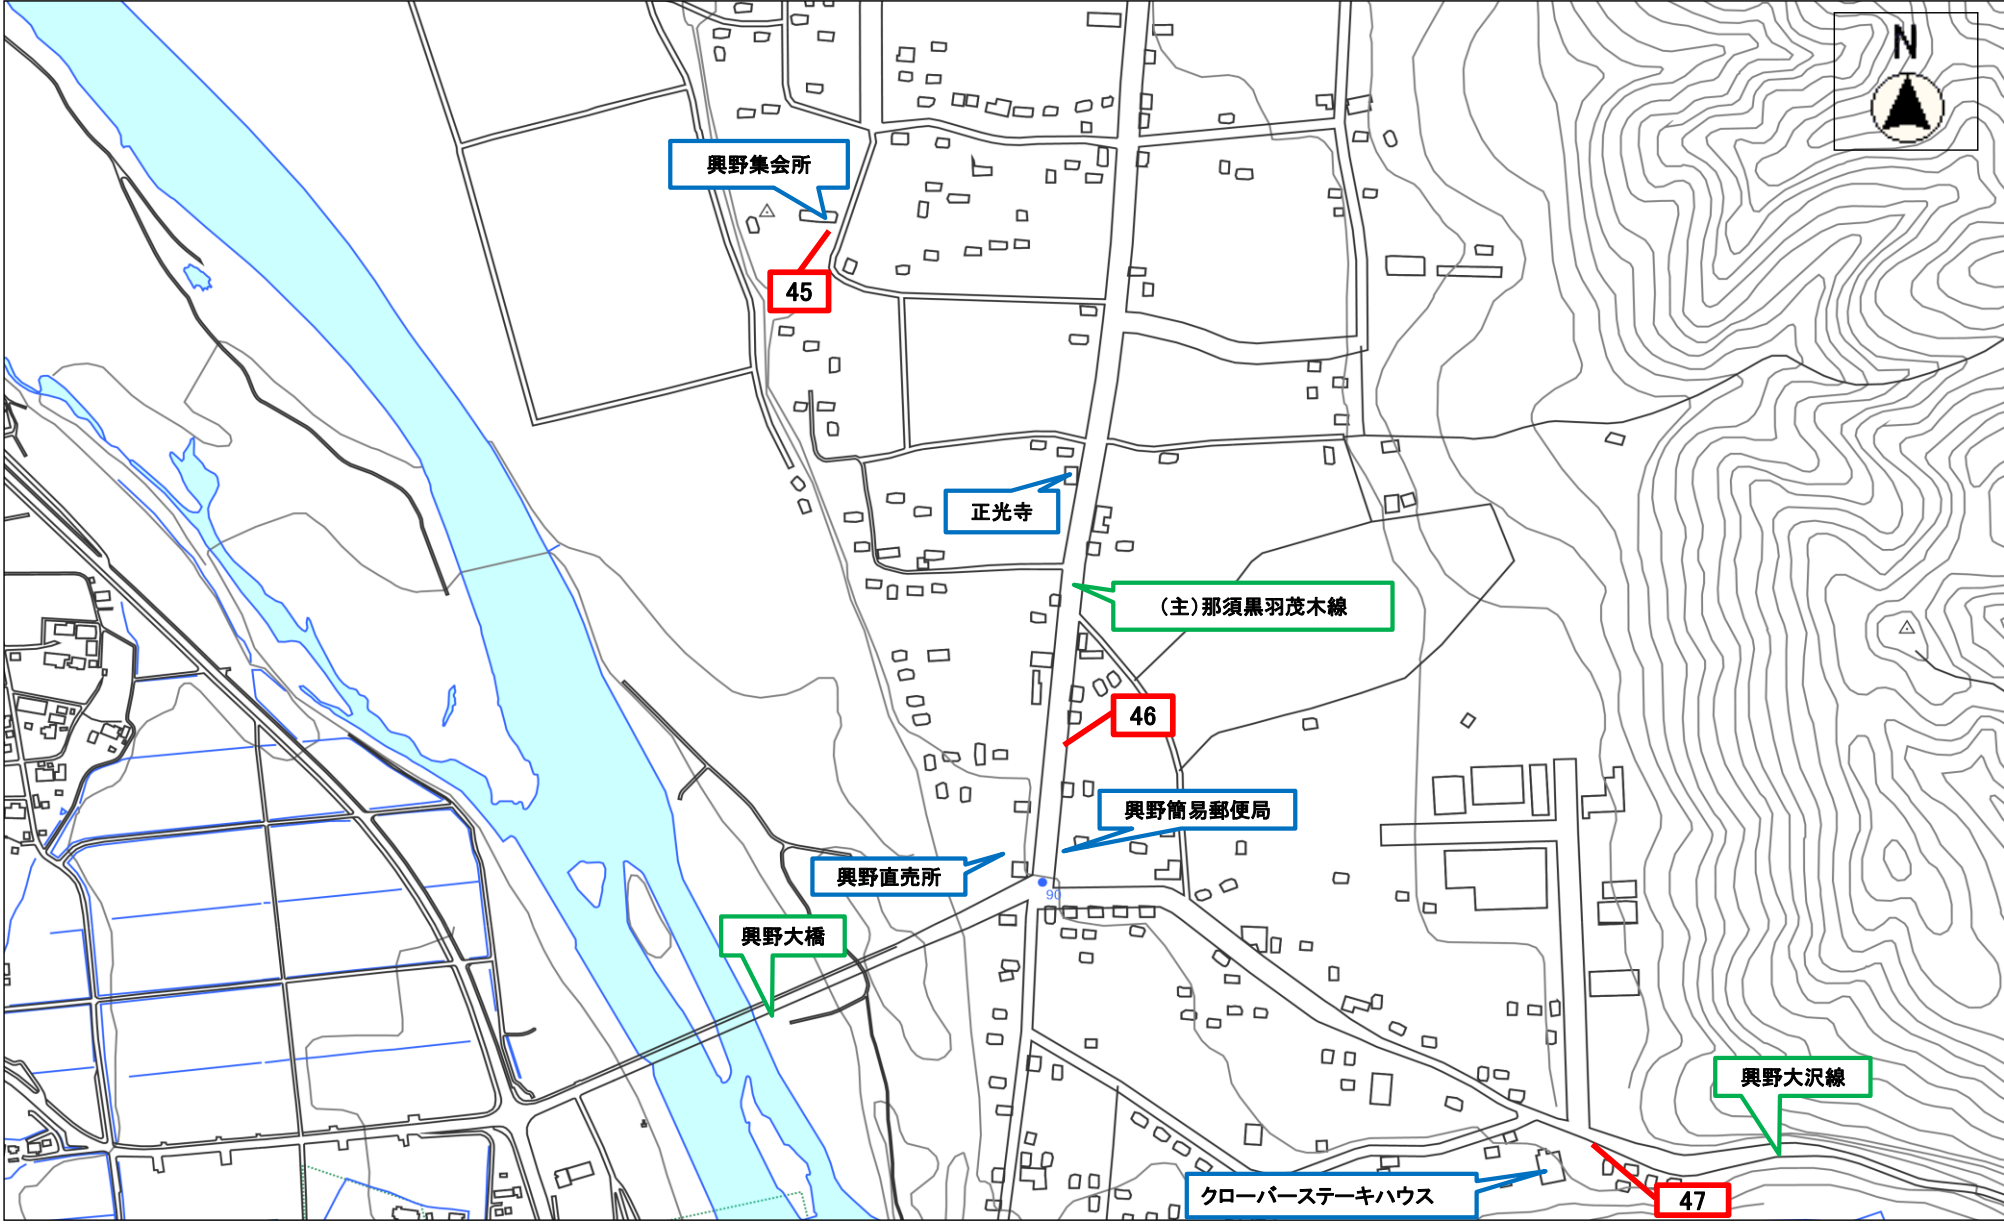 N
興野集会所
45
正光寺
（主）那須黒羽茂木線
46
興野簡易郵便局
興野直売所
90
興野大橋
興野大沢線
クローバーステーキハウス
47